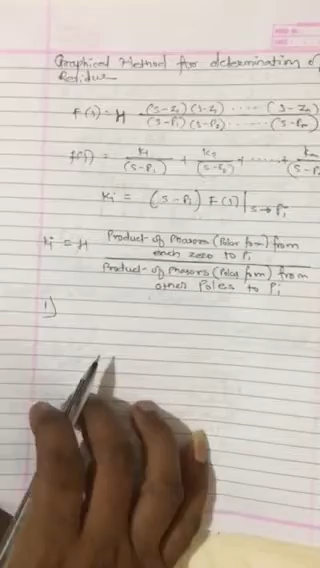 Graphical Method for determination of
Residue
F(s) = H (s-z₁)(s-z₂) ...... (s-zₙ) / (s-p₁)(s-p₂) ...... (s-pₘ)
F(s) = k₁/(s-p₁) + k₂/(s-p₂) + ...... +
kᵢ = (s-pᵢ) F(s) |s→pᵢ
kᵢ = H Product of Phasors (Polar form) from
each zero to Pᵢ
Product of Phasors (Polar form) from
other Poles to Pᵢ
1)